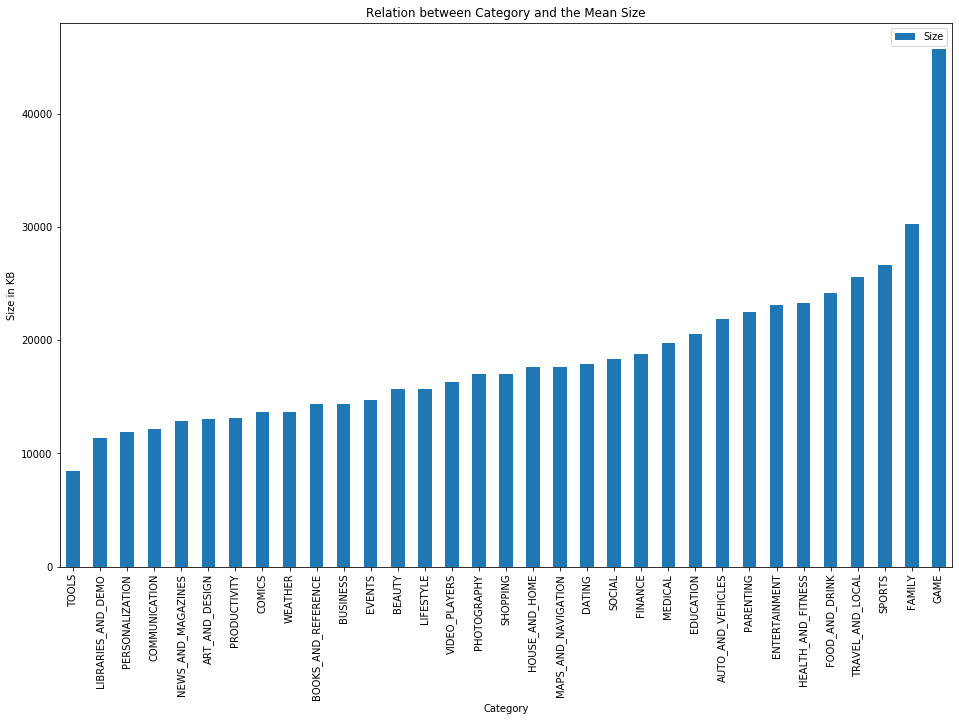 Relation between Category and the Mean Size
Size
Size in KB
40000
30000
20000
10000
0
TOOLS
LIBRARIES_AND_DEMO
PERSONALIZATION
COMMUNICATION
NEWS_AND_MAGAZINES
ART_AND_DESIGN
PRODUCTIVITY
COMICS
WEATHER
BOOKS_AND_REFERENCE
BUSINESS
EVENTS
BEAUTY
LIFESTYLE
VIDEO_PLAYERS
PHOTOGRAPHY
SHOPPING
HOUSE_AND_HOME
MAPS_AND_NAVIGATION
DATING
SOCIAL
FINANCE
MEDICAL
EDUCATION
AUTO_AND_VEHICLES
PARENTING
ENTERTAINMENT
HEALTH_AND_FITNESS
FOOD_AND_DRINK
TRAVEL_AND_LOCAL
SPORTS
FAMILY
GAME
Category